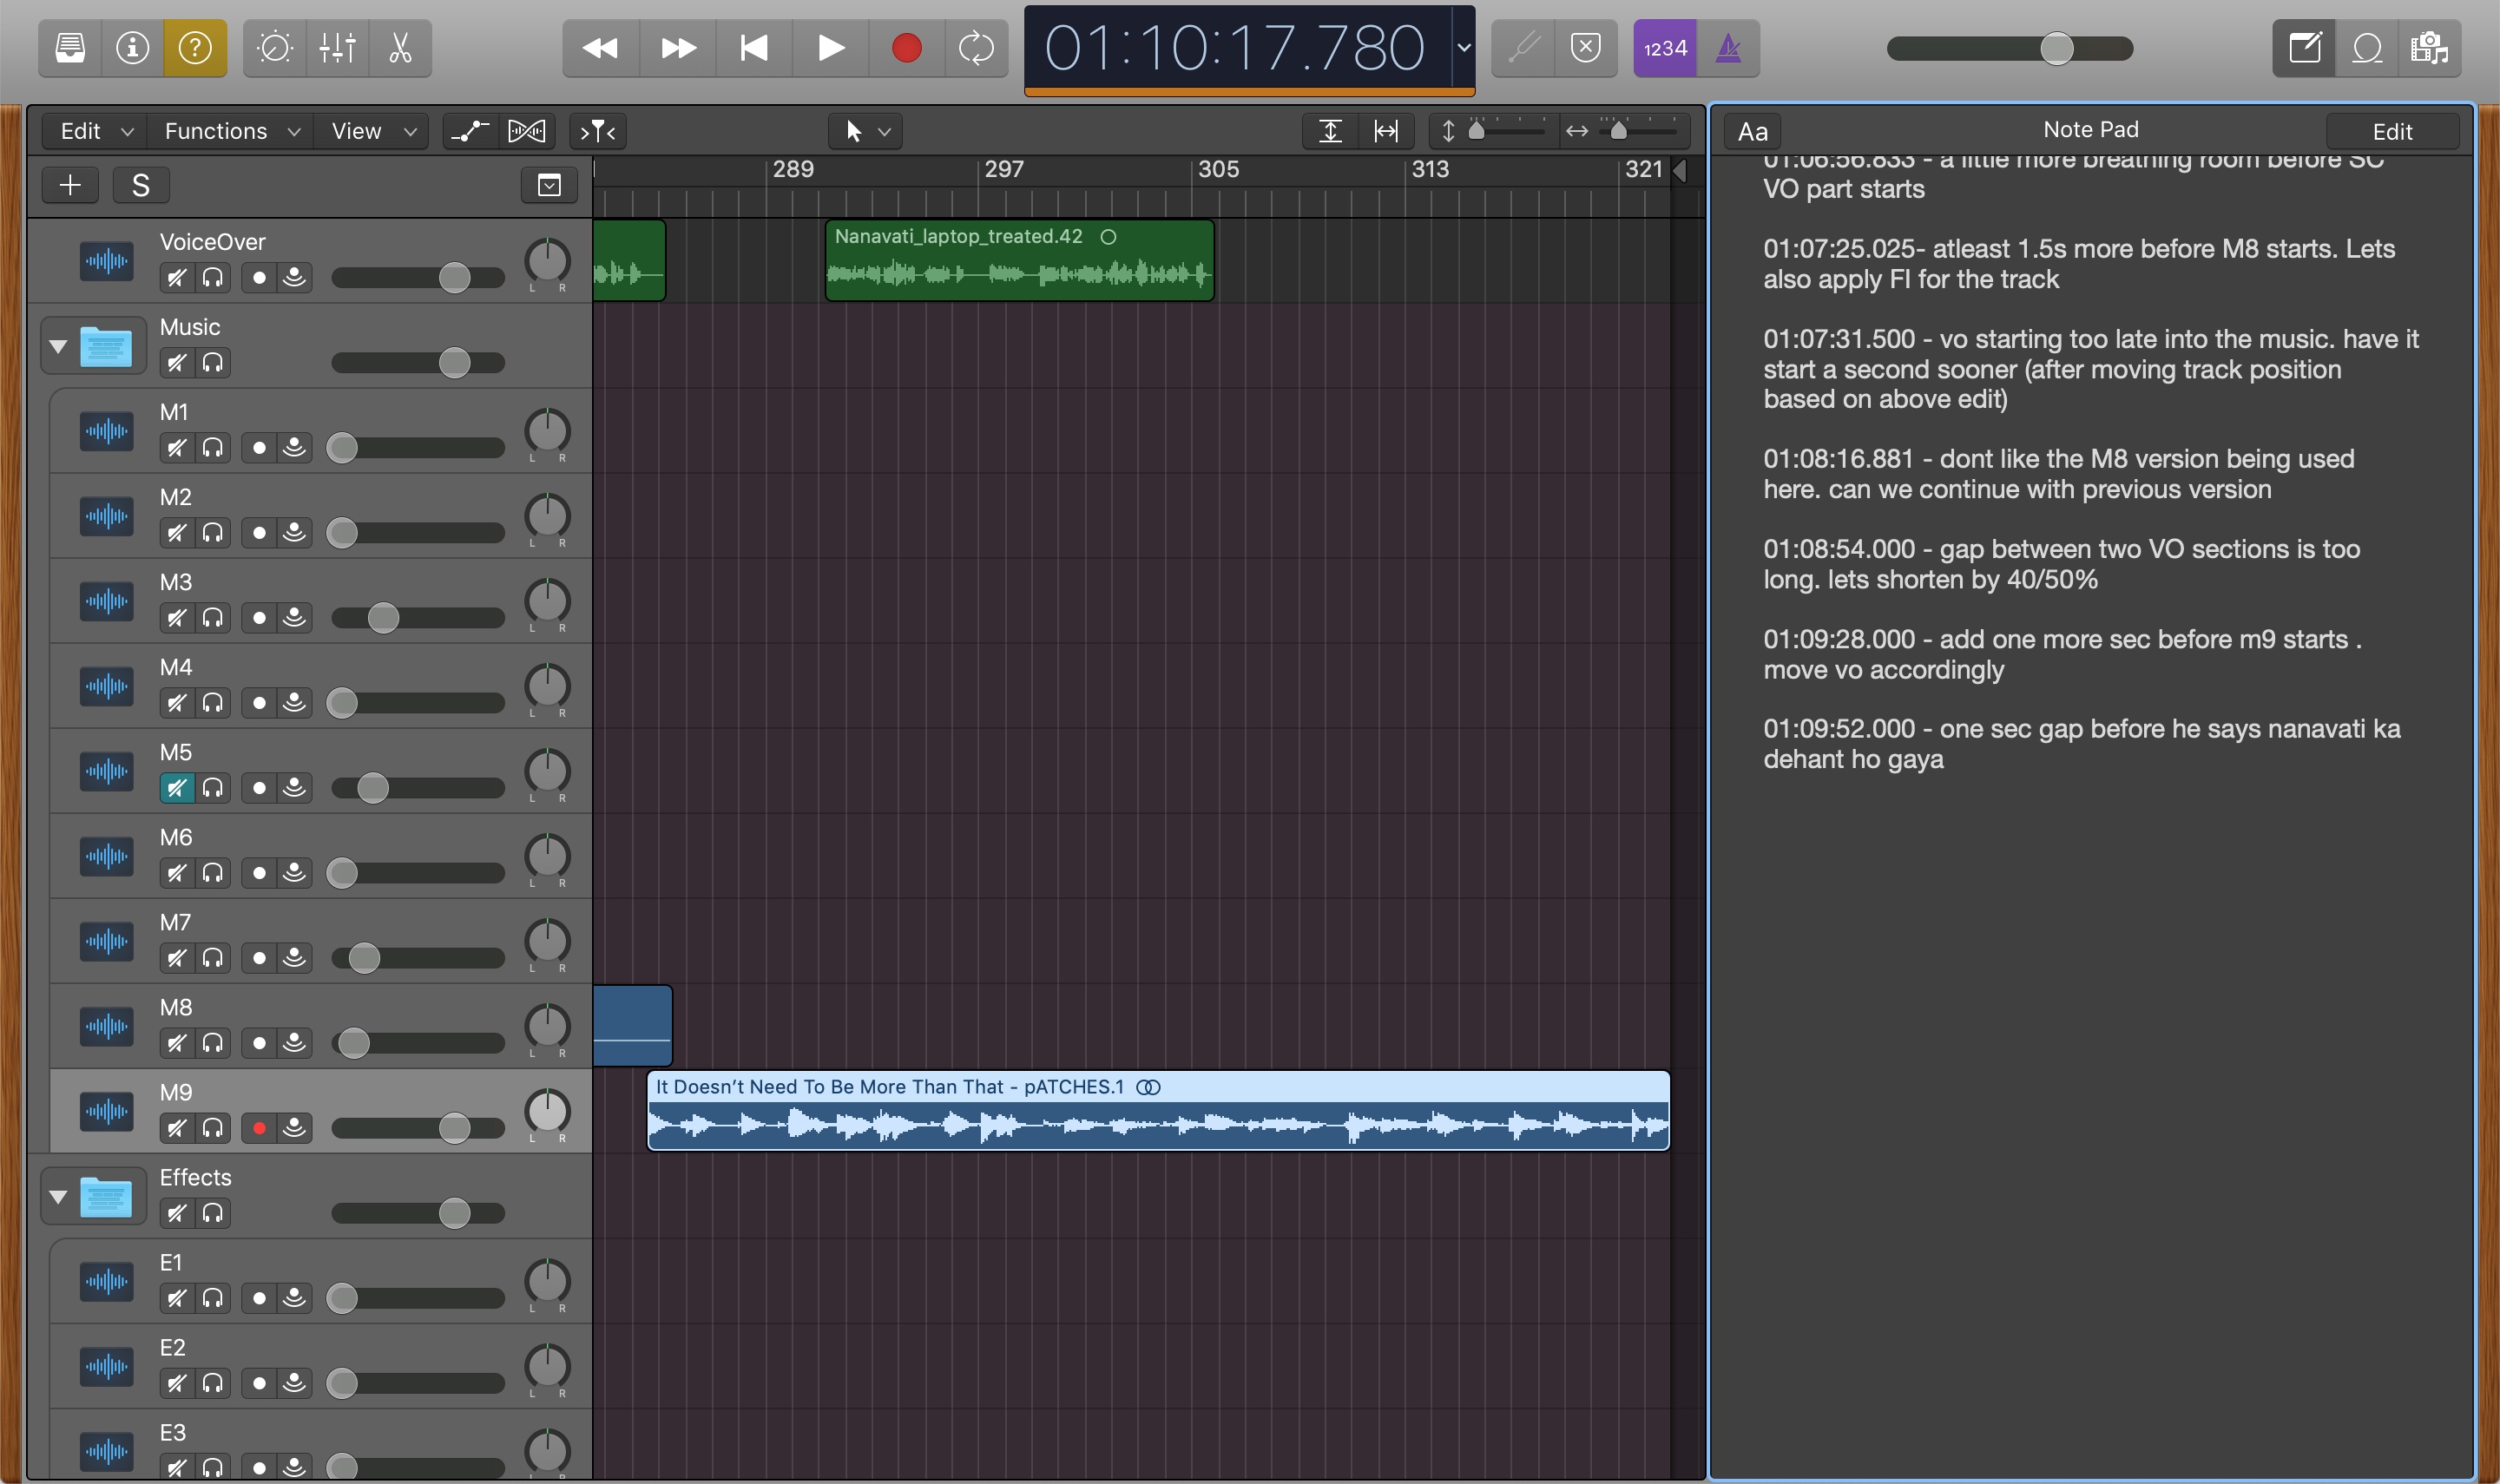 01:10:17.780
1234
Edit Functions View
Aa Note Pad Edit
S
289 297 305 313 321
VoiceOver
L R
Nanavati_laptop_treated.42
Music
M1
L R
M2
L R
M3
L R
M4
L R
M5
L R
M6
L R
M7
L R
M8
L R
M9
L R
It Doesn’t Need To Be More Than That - pATCHES.1
Effects
E1
L R
E2
L R
E3
L R
01:06:56.833 - a little more breathing room before SC
VO part starts
01:07:25.025- atleast 1.5s more before M8 starts. Lets
also apply FI for the track
01:07:31.500 - vo starting too late into the music. have it
start a second sooner (after moving track position
based on above edit)
01:08:16.881 - dont like the M8 version being used
here. can we continue with previous version
01:08:54.000 - gap between two VO sections is too
long. lets shorten by 40/50%
01:09:28.000 - add one more sec before m9 starts .
move vo accordingly
01:09:52.000 - one sec gap before he says nanavati ka
dehant ho gaya